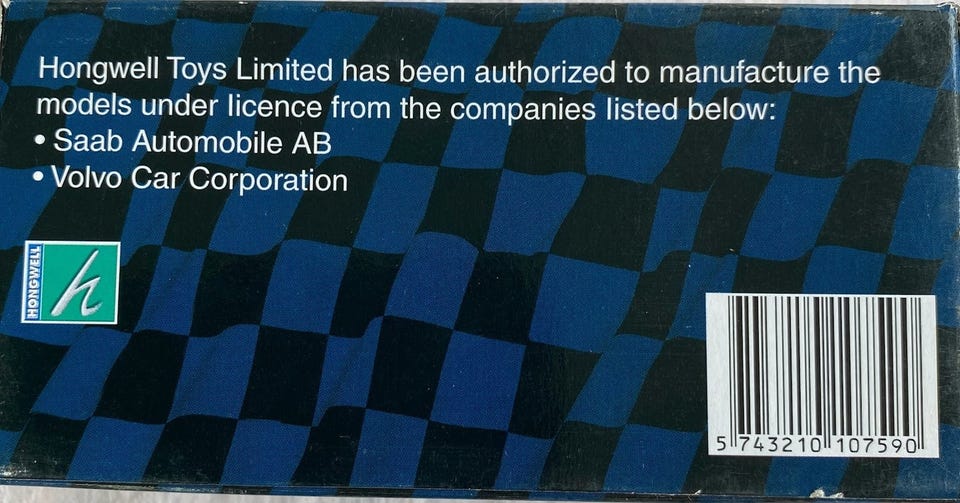 Hongwell Toys Limited has been authorized to manufacture the
models under licence from the companies listed below:
• Saab Automobile AB
• Volvo Car Corporation
HONGWELL
h
5 743210 107590